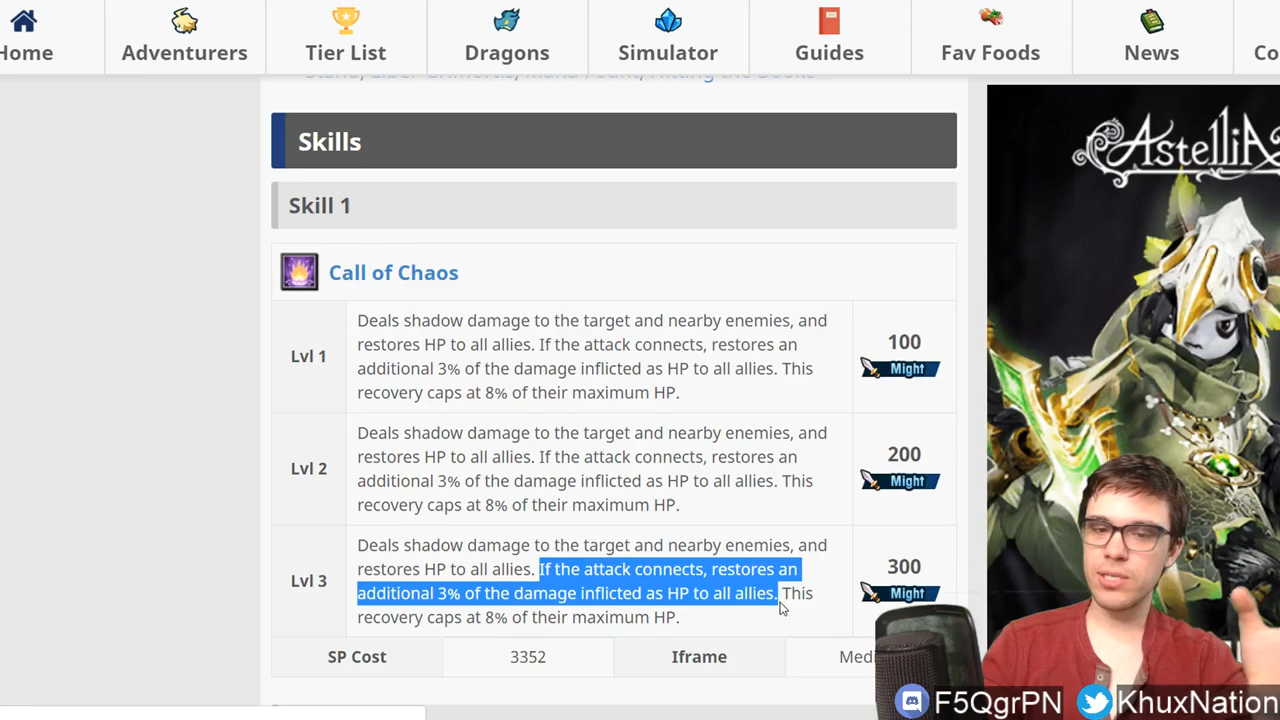 Home
Adventurers
Tier List
Dragons
Simulator
Guides
Fav Foods
News
Co
Skills
AstelliA
Skill 1
Call of Chaos
Lvl 1
Deals shadow damage to the target and nearby enemies, and
restores HP to all allies. If the attack connects, restores an
additional 3% of the damage inflicted as HP to all allies. This
recovery caps at 8% of their maximum HP.
100
Might
Lvl 2
Deals shadow damage to the target and nearby enemies, and
restores HP to all allies. If the attack connects, restores an
additional 3% of the damage inflicted as HP to all allies. This
recovery caps at 8% of their maximum HP.
200
Might
Lvl 3
Deals shadow damage to the target and nearby enemies, and
restores HP to all allies. If the attack connects, restores an
additional 3% of the damage inflicted as HP to all allies. This
recovery caps at 8% of their maximum HP.
300
Might
SP Cost
3352
Iframe
Med
F5QgrPN
KhuxNation